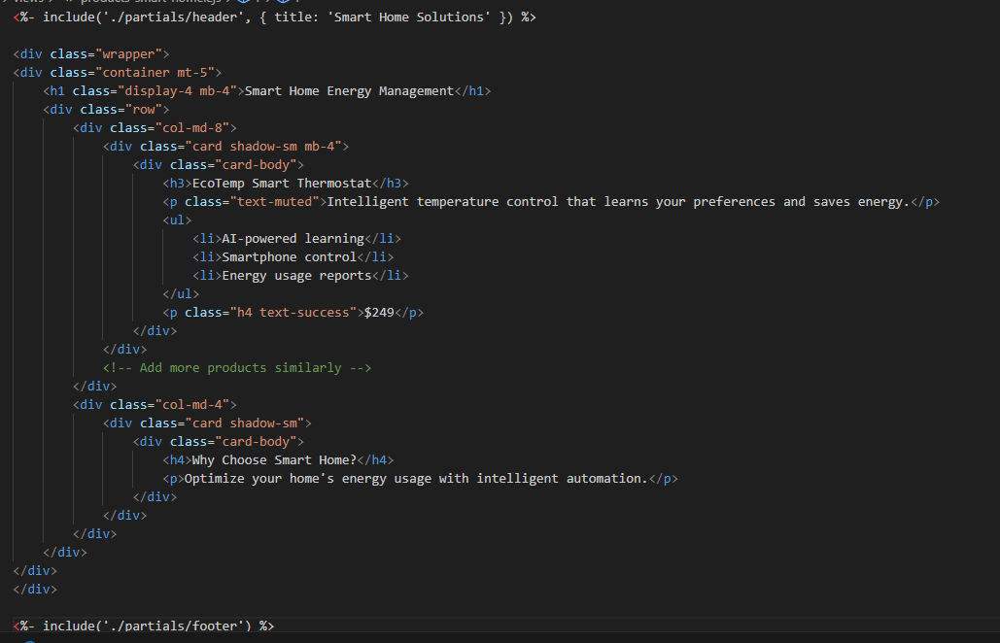 <%- include('./partials/header', { title: 'Smart Home Solutions' }) %>
<div class="wrapper">
<div class="container mt-5">
<h1 class="display-4 mb-4">Smart Home Energy Management</h1>
<div class="row">
<div class="col-md-8">
<div class="card shadow-sm mb-4">
<div class="card-body">
<h3>EcoTemp Smart Thermostat</h3>
<p class="text-muted">Intelligent temperature control that learns your preferences and saves energy.</p>
<ul>
<li>AI-powered learning</li>
<li>Smartphone control</li>
<li>Energy usage reports</li>
</ul>
<p class="h4 text-success">$249</p>
</div>
</div>
<!-- Add more products similarly -->
</div>
<div class="col-md-4">
<div class="card shadow-sm">
<div class="card-body">
<h4>Why Choose Smart Home?</h4>
<p>Optimize your home's energy usage with intelligent automation.</p>
</div>
</div>
</div>
</div>
</div>
</div>
<%- include('./partials/footer') %>